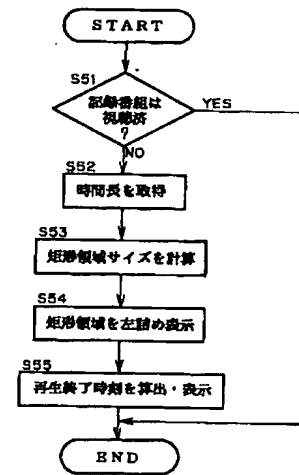 START
S51
記録番組は
視聴済
?
YES
NO
S52
時間長を取得
S53
矩形領域サイズを計算
S54
矩形領域を左詰め表示
S55
再生終了時刻を算出・表示
END